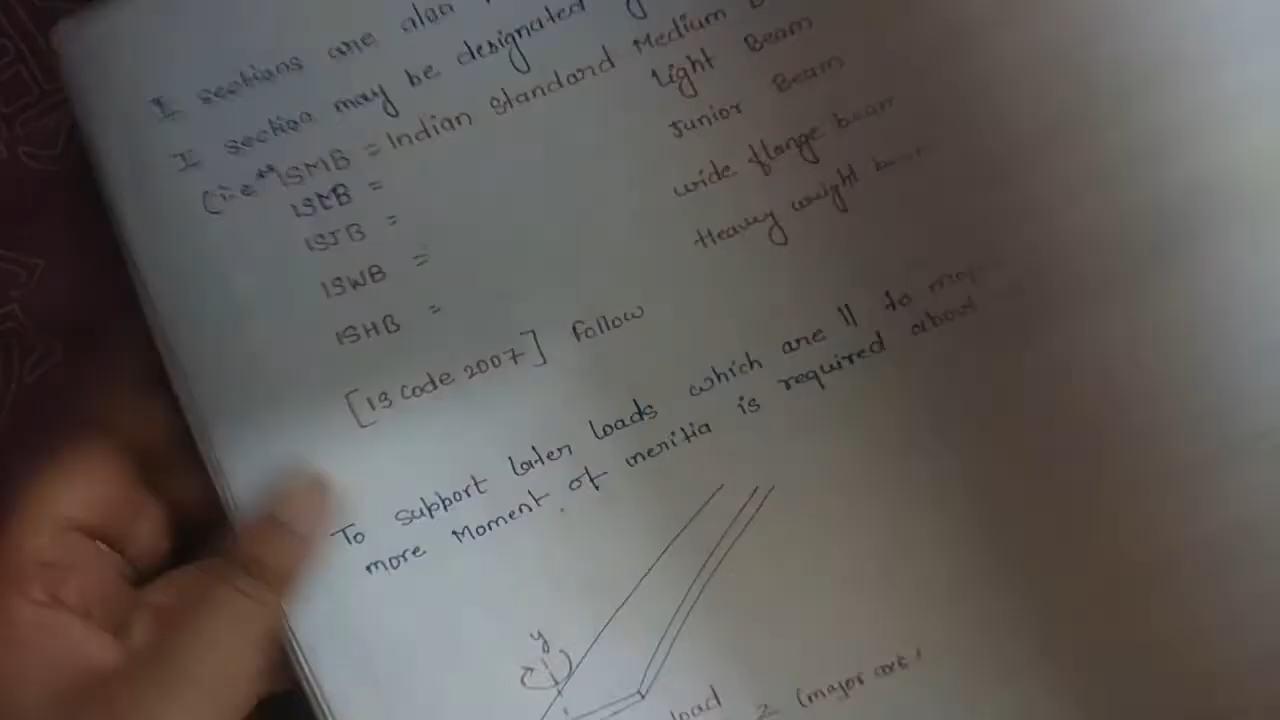 I sections are also
I section may be designated
(i.e ISMB = Indian Standard Medium
ISLB = Light Beam
ISJB = Junior Beam
ISWB = wide flange beam
ISHB = Heavy weight
[IS Code 2007] Follow
To support later loads which are || to
more Moment of ineritia is required about
y
load
z (major